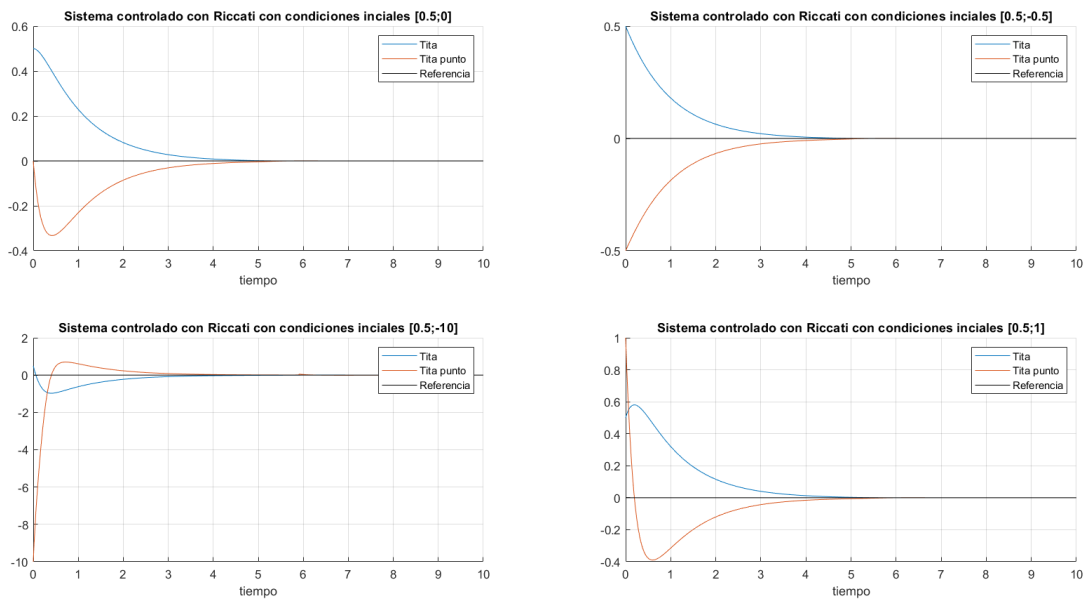 Sistema controlado con Riccati con condiciones inciales [0.5;0]
0.6
0.4
0.2
0
-0.2
-0.4
0 1 2 3 4 5 6 7 8 9 10
tiempo
Tita
Tita punto
Referencia
Sistema controlado con Riccati con condiciones inciales [0.5;-0.5]
0.5
0
-0.5
0 1 2 3 4 5 6 7 8 9 10
tiempo
Tita
Tita punto
Referencia
Sistema controlado con Riccati con condiciones inciales [0.5;-10]
2
0
-2
-4
-6
-8
-10
0 1 2 3 4 5 6 7 8 9 10
tiempo
Tita
Tita punto
Referencia
Sistema controlado con Riccati con condiciones inciales [0.5;1]
1
0.8
0.6
0.4
0.2
0
-0.2
-0.4
0 1 2 3 4 5 6 7 8 9 10
tiempo
Tita
Tita punto
Referencia